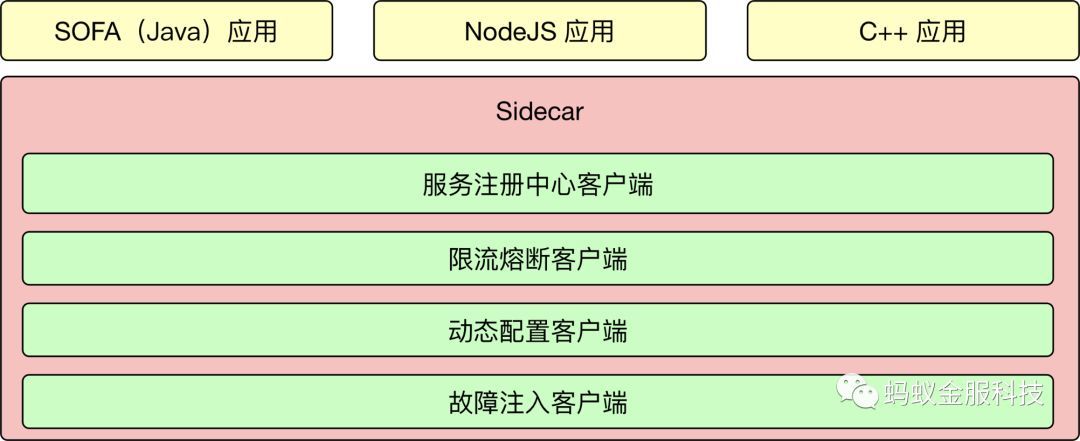 SOFA（Java）应用
NodeJS 应用
C++ 应用
Sidecar
服务注册中心客户端
限流熔断客户端
动态配置客户端
故障注入客户端
蚂蚁金服科技